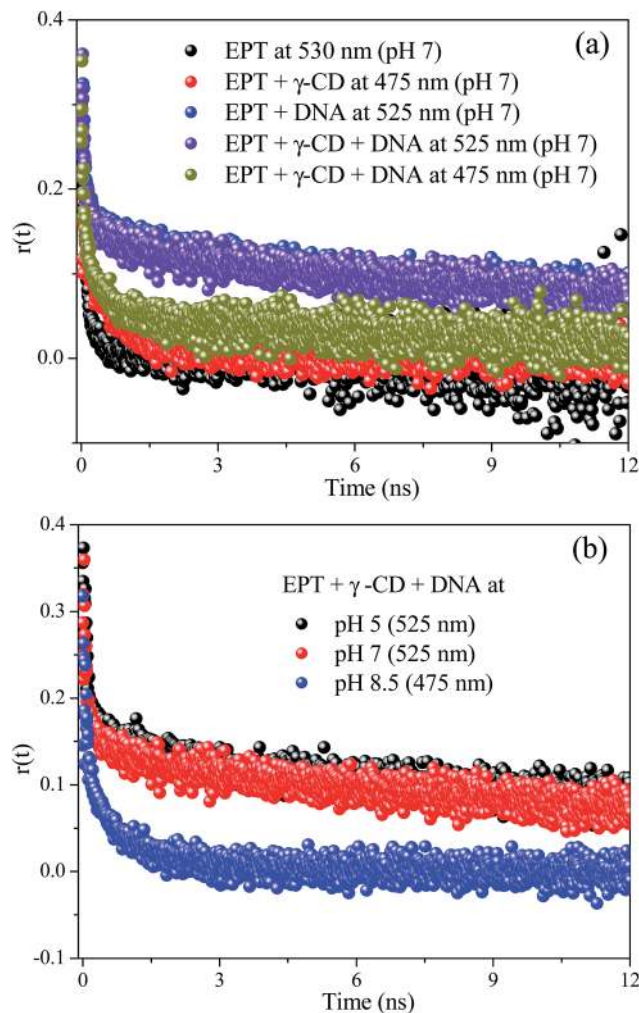 (a)
EPT at 530 nm (pH 7)
EPT + γ-CD at 475 nm (pH 7)
EPT + DNA at 525 nm (pH 7)
EPT + γ-CD + DNA at 525 nm (pH 7)
EPT + γ-CD + DNA at 475 nm (pH 7)
0.4
0.2
0.0
r(t)
0 3 6 9 12
Time (ns)
(b)
EPT + γ -CD + DNA at
pH 5 (525 nm)
pH 7 (525 nm)
pH 8.5 (475 nm)
0.4
0.3
0.2
0.1
0.0
-0.1
r(t)
0 3 6 9 12
Time (ns)